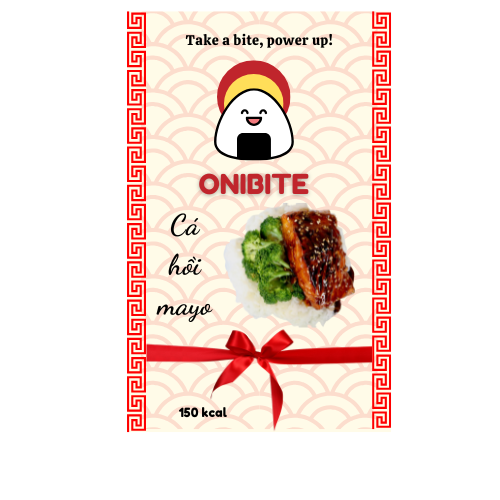 Take a bite, power up!
ONIBITE
Cá
hồi
mayo
150 kcal